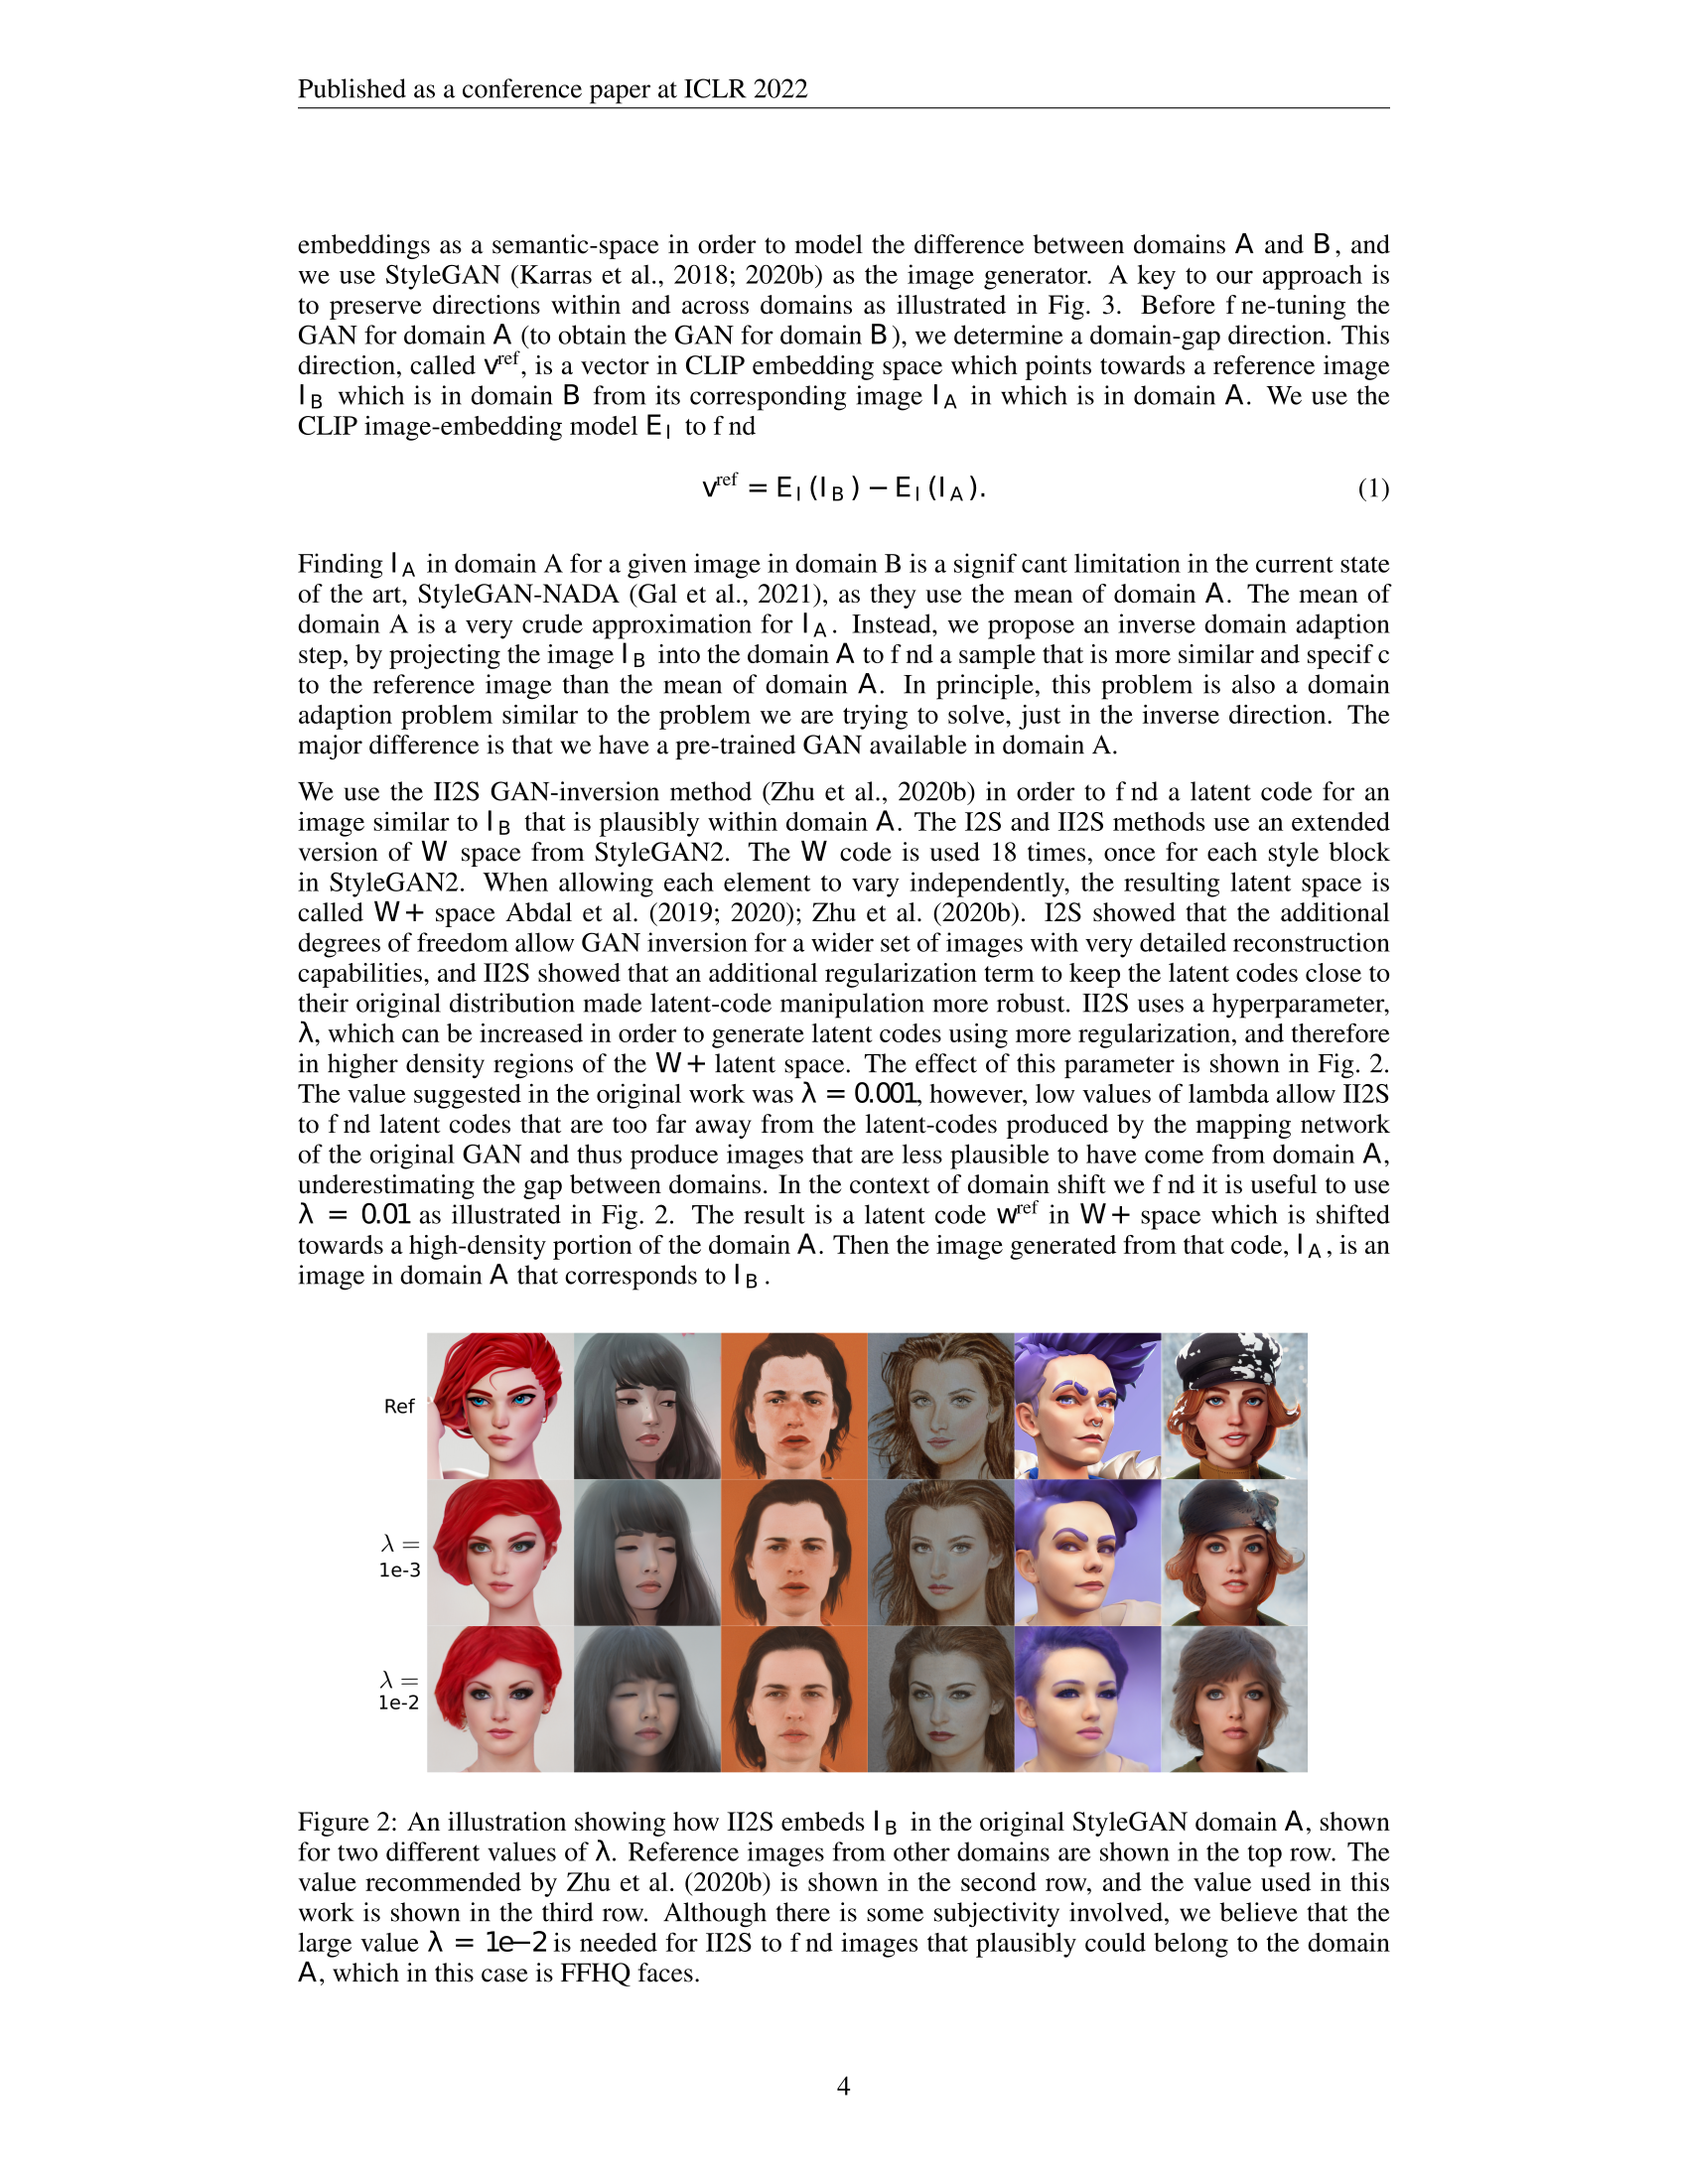 Published as a conference paper at ICLR 2022
embeddings as a semantic-space in order to model the difference between domains A and B, and
we use StyleGAN (Karras et al., 2018; 2020b) as the image generator. A key to our approach is
to preserve directions within and across domains as illustrated in Fig. 3. Before f ne-tuning the
GAN for domain A (to obtain the GAN for domain B), we determine a domain-gap direction. This
direction, called v^ref, is a vector in CLIP embedding space which points towards a reference image
I_B which is in domain B from its corresponding image I_A in which is in domain A. We use the
CLIP image-embedding model E_I to f nd
v^ref = E_I (I_B) − E_I (I_A). (1)
Finding I_A in domain A for a given image in domain B is a signif cant limitation in the current state
of the art, StyleGAN-NADA (Gal et al., 2021), as they use the mean of domain A. The mean of
domain A is a very crude approximation for I_A. Instead, we propose an inverse domain adaption
step, by projecting the image I_B into the domain A to f nd a sample that is more similar and specif c
to the reference image than the mean of domain A. In principle, this problem is also a domain
adaption problem similar to the problem we are trying to solve, just in the inverse direction. The
major difference is that we have a pre-trained GAN available in domain A.
We use the II2S GAN-inversion method (Zhu et al., 2020b) in order to f nd a latent code for an
image similar to I_B that is plausibly within domain A. The I2S and II2S methods use an extended
version of W space from StyleGAN2. The W code is used 18 times, once for each style block
in StyleGAN2. When allowing each element to vary independently, the resulting latent space is
called W+ space Abdal et al. (2019; 2020); Zhu et al. (2020b). I2S showed that the additional
degrees of freedom allow GAN inversion for a wider set of images with very detailed reconstruction
capabilities, and II2S showed that an additional regularization term to keep the latent codes close to
their original distribution made latent-code manipulation more robust. II2S uses a hyperparameter,
λ, which can be increased in order to generate latent codes using more regularization, and therefore
in higher density regions of the W+ latent space. The effect of this parameter is shown in Fig. 2.
The value suggested in the original work was λ = 0.001, however, low values of lambda allow II2S
to f nd latent codes that are too far away from the latent-codes produced by the mapping network
of the original GAN and thus produce images that are less plausible to have come from domain A,
underestimating the gap between domains. In the context of domain shift we f nd it is useful to use
λ = 0.01 as illustrated in Fig. 2. The result is a latent code w^ref in W+ space which is shifted
towards a high-density portion of the domain A. Then the image generated from that code, I_A, is an
image in domain A that corresponds to I_B.
Ref
λ =
1e-3
λ =
1e-2
Figure 2: An illustration showing how II2S embeds I_B in the original StyleGAN domain A, shown
for two different values of λ. Reference images from other domains are shown in the top row. The
value recommended by Zhu et al. (2020b) is shown in the second row, and the value used in this
work is shown in the third row. Although there is some subjectivity involved, we believe that the
large value λ = 1e−2 is needed for II2S to f nd images that plausibly could belong to the domain
A, which in this case is FFHQ faces.
4